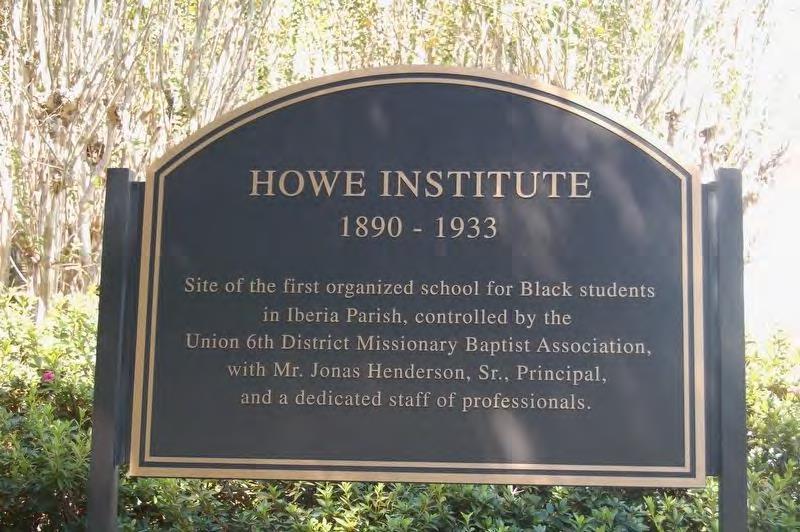 HOWE INSTITUTE
1890 - 1933
Site of the first organized school for Black students
in Iberia Parish, controlled by the
Union 6th District Missionary Baptist Association,
with Mr. Jonas Henderson, Sr., Principal,
and a dedicated staff of professionals.